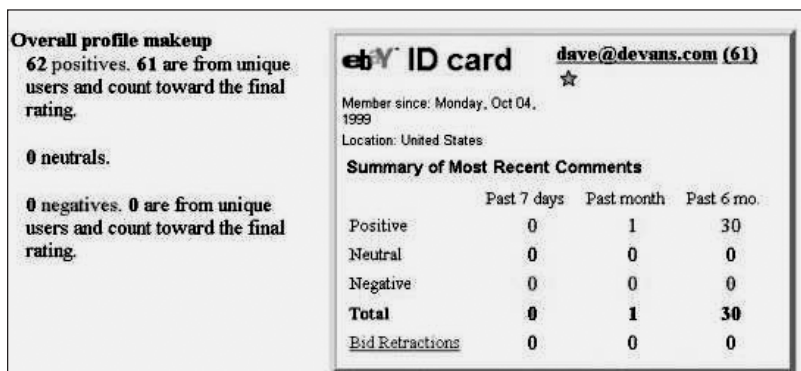 Overall profile makeup
62 positives. 61 are from unique
users and count toward the final
rating.
0 neutrals.
0 negatives. 0 are from unique
users and count toward the final
rating.
ebaY ID card dave@devans.com (61)
Member since: Monday, Oct 04,
1999
Location: United States
Summary of Most Recent Comments
Past 7 days Past month Past 6 mo.
Positive 0 1 30
Neutral 0 0 0
Negative 0 0 0
Total 0 1 30
Bid Retractions 0 0 0